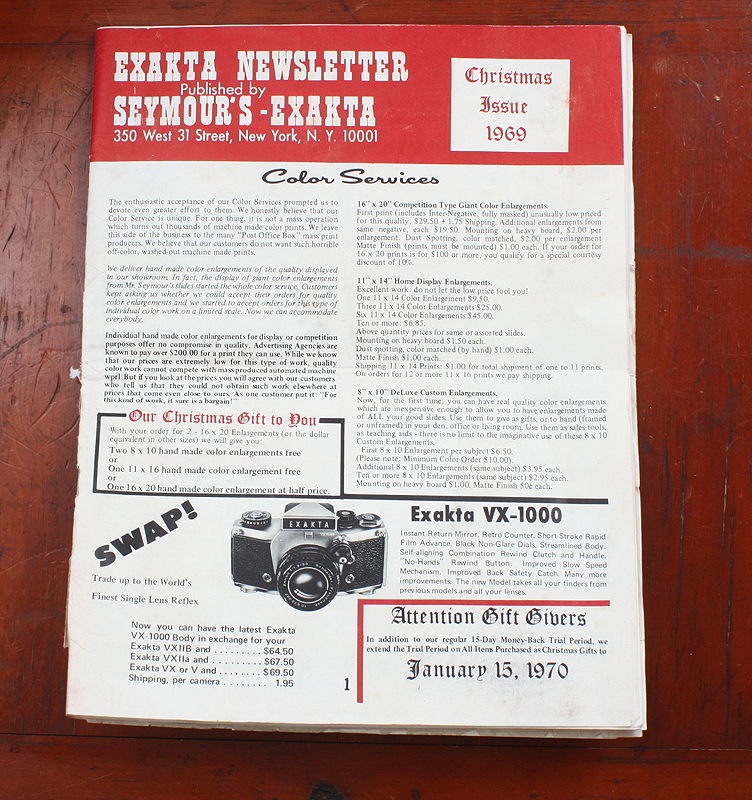 EXAKTA NEWSLETTER
Published by
SEYMOUR'S-EXAKTA
350 West 31 Street, New York, N. Y. 10001
Christmas
Issue
1969
Color Services
The enthusiastic acceptance of our Color Services prompted us to
devote even greater effort to them. We honestly believe that our
Color Service is unique. For one thing, it is not a mass operation
which turns out thousands of machine made color prints. We leave
this side of the business to the many "Post Office Box" mass print
producers. We believe that our customers do not want such horrible
off-color, washed-out machine made prints.
We deliver hand made color enlargements of the quality displayed
in our showroom. In fact, the display of giant color enlargements
from Mr. Seymour's slides started the whole color service. Customers
kept asking us whether we could accept their orders for quality
color enlargements and we started to accept orders for this type of
individual color work on a limited scale. Now we can accommodate
everybody.
Individual hand made color enlargements for display or competition
purposes offer no compromise in quality. Advertising Agencies are
known to pay over $200.00 for a print they can use. While we know
that our prices are extremely low for this type of work, quality
color work cannot compete with mass produced automated machine
wprl; But if you look at the prices you will agree with our customers
who tell us that they could not obtain such work elsewhere at
prices that come even close to ours. As one customer put it: "For
this kind of work, it sure is a bargain!"
Our Christmas Gift to You
With your order for 2 - 16 x 20 Enlargements (or the dollar
equivalent in other sizes) we will give you:
Two 8 x 10 hand made color enlargements free
or
One 11 x 16 hand made color enlargement free
or
One 16 x 20 hand made color enlargement at half price.
16" x 20" Competition Type Giant Color Enlargements.
First print (includes Inter-Negative, fully masked) unusually low priced
for this quality, $29.50 + 1.75 Shipping. Additional enlargements from
same negative, each $19.50. Mounting on heavy board, $2.00 per
enlargement. Dust Spotting, color matched, $2.00 per enlargement
Matte Finish (prints must be mounted) $1.00 each. If your order for
16 x 20 prints is for $100 or more, you qualify for a special courtesy
discount of 10%.
11" x 14" Home Display Enlargements.
Excellent work: do not let the low price fool you!
One 11 x 14 Color Enlargement $9.50.
Three 11 x 14 Color Enlargements $25.00.
Six 11 x 14 Color Enlargements $45.00.
Ten or more: $6.85.
Above quantity prices for same or assorted slides.
Mounting on heavy board $1.50 each.
Dust spotting, color matched (by hand) $1.00 each.
Matte Finish $1.00 each.
Shipping 11 x 14 Prints: $1.00 for total shipment of one to 11 prints.
On orders for 12 or more 11 x 16 prints we pay shipping.
8" x 10" DeLuxe Custom Enlargements.
Now, for the first time, you can have real quality color enlargements
which are inexpensive enough to allow you to have enlargements made
of ALL your good slides. Use them to give as gifts, or to hand (framed
or unframed) in your den, office or living room. Use them as sales tools,
as teaching aids - there is no limit to the imaginative use of these 8 x 10
Custom Enlargements.
First 8 x 10 Enlargement per subject $6.50.
(Please note: Minimum Color Order $10.00).
Additional 8 x 10 Enlargements (same subject) $3.95 each.
Ten or more 8 x 10 Enlargements (same subject) $2.95 each.
Mounting on heavy board $1.00, Matte Finish 50¢ each.
SWAP!
Trade up to the World's
Finest Single Lens Reflex
EXAKTA
Exakta VX-1000
Instant Return Mirror, Retro Counter, Short Stroke Rapid
Film Advance, Black Non-Glare Dials, Streamlined Body,
Self-aligning Combination Rewind Clutch and Handle,
"No-Hands" Rewind Button. Improved Slow Speed
Mechanism. Improved Back Safety Catch. Many more
improvements. The new Model takes all your finders from
previous models and all your lenses.
Now you can have the latest Exakta
VX-1000 Body in exchange for your
Exakta VXIIB and ......... $64.50
Exakta VXIIa and ......... $67.50
Exakta VX or V and ........ $69.50
Shipping, per camera ........ 1.95
1
Attention Gift Givers
In addition to our regular 15-Day Money-Back Trial Period, we
extend the Trial Period on All Items Purchased as Christmas Gifts to
January 15, 1970